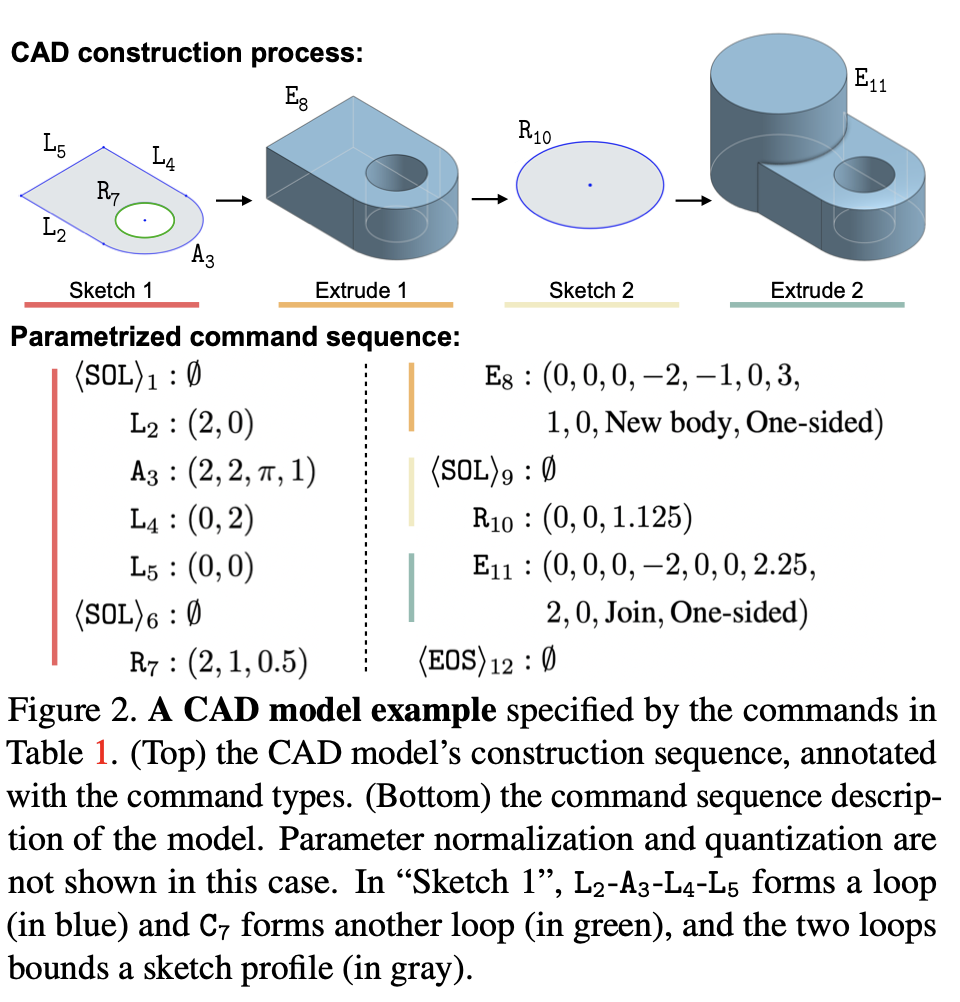 CAD construction process:
L5
L4
R7
L2
A3
E8
R10
E11
Sketch 1
Extrude 1
Sketch 2
Extrude 2
Parametrized command sequence:
⟨SOL⟩1 : ∅
L2 : (2, 0)
A3 : (2, 2, π, 1)
L4 : (0, 2)
L5 : (0, 0)
⟨SOL⟩6 : ∅
R7 : (2, 1, 0.5)
E8 : (0, 0, 0, −2, −1, 0, 3,
1, 0, New body, One-sided)
⟨SOL⟩9 : ∅
R10 : (0, 0, 1.125)
E11 : (0, 0, 0, −2, 0, 0, 2.25,
2, 0, Join, One-sided)
⟨EOS⟩12 : ∅
Figure 2. A CAD model example specified by the commands in
Table 1. (Top) the CAD model’s construction sequence, annotated
with the command types. (Bottom) the command sequence descrip-
tion of the model. Parameter normalization and quantization are
not shown in this case. In “Sketch 1”, L2-A3-L4-L5 forms a loop
(in blue) and C7 forms another loop (in green), and the two loops
bounds a sketch profile (in gray).